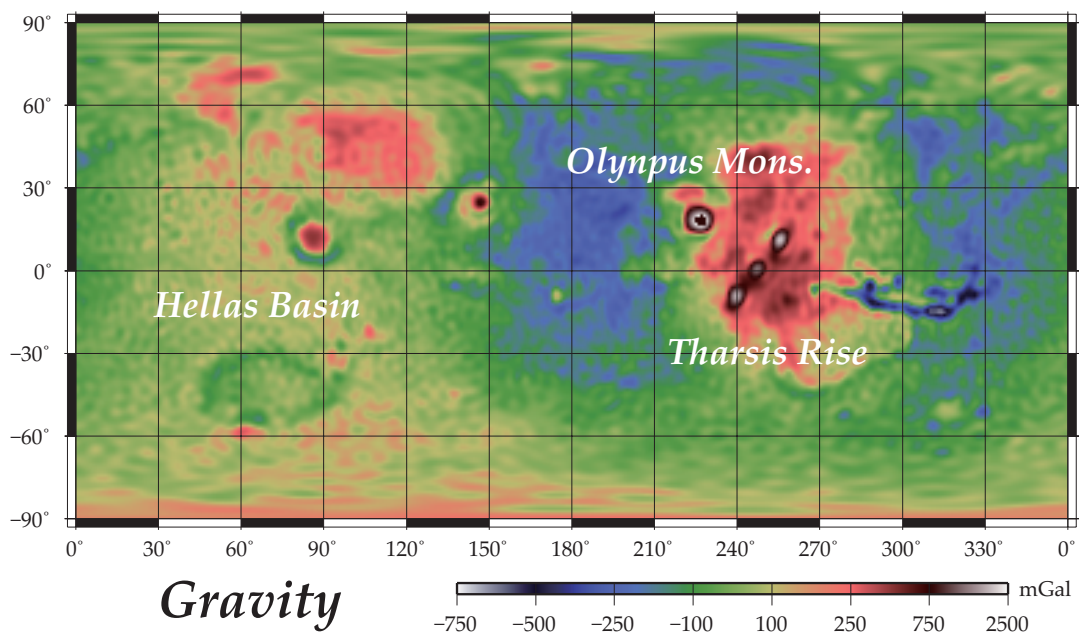 90°
60°
30°
0°
−30°
−60°
−90°
Olynpus Mons.
Hellas Basin
Tharsis Rise
0° 30° 60° 90° 120° 150° 180° 210° 240° 270° 300° 330° 0°
Gravity
mGal
−750 −500 −250 −100 100 250 750 2500